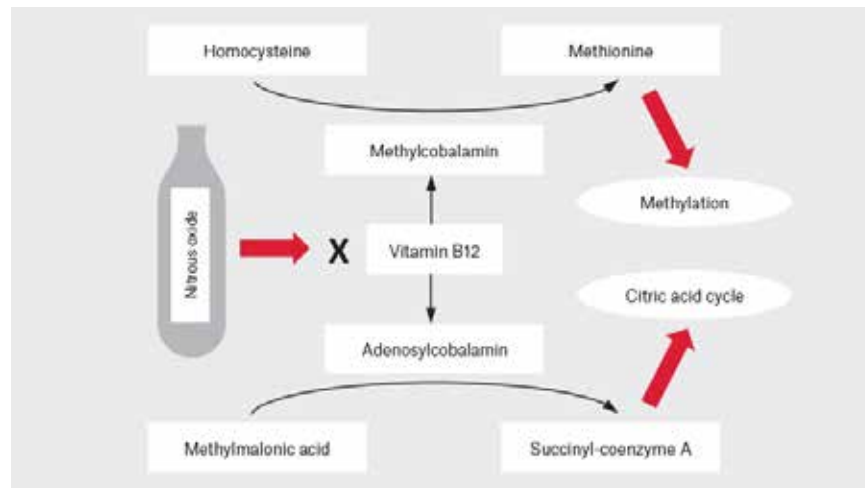 Homocysteine
Methionine
Methylcobalamin
Methylation
Nitrous oxide
X
Vitamin B12
Citric acid cycle
Adenosylcobalamin
Methylmalonic acid
Succinyl-coenzyme A